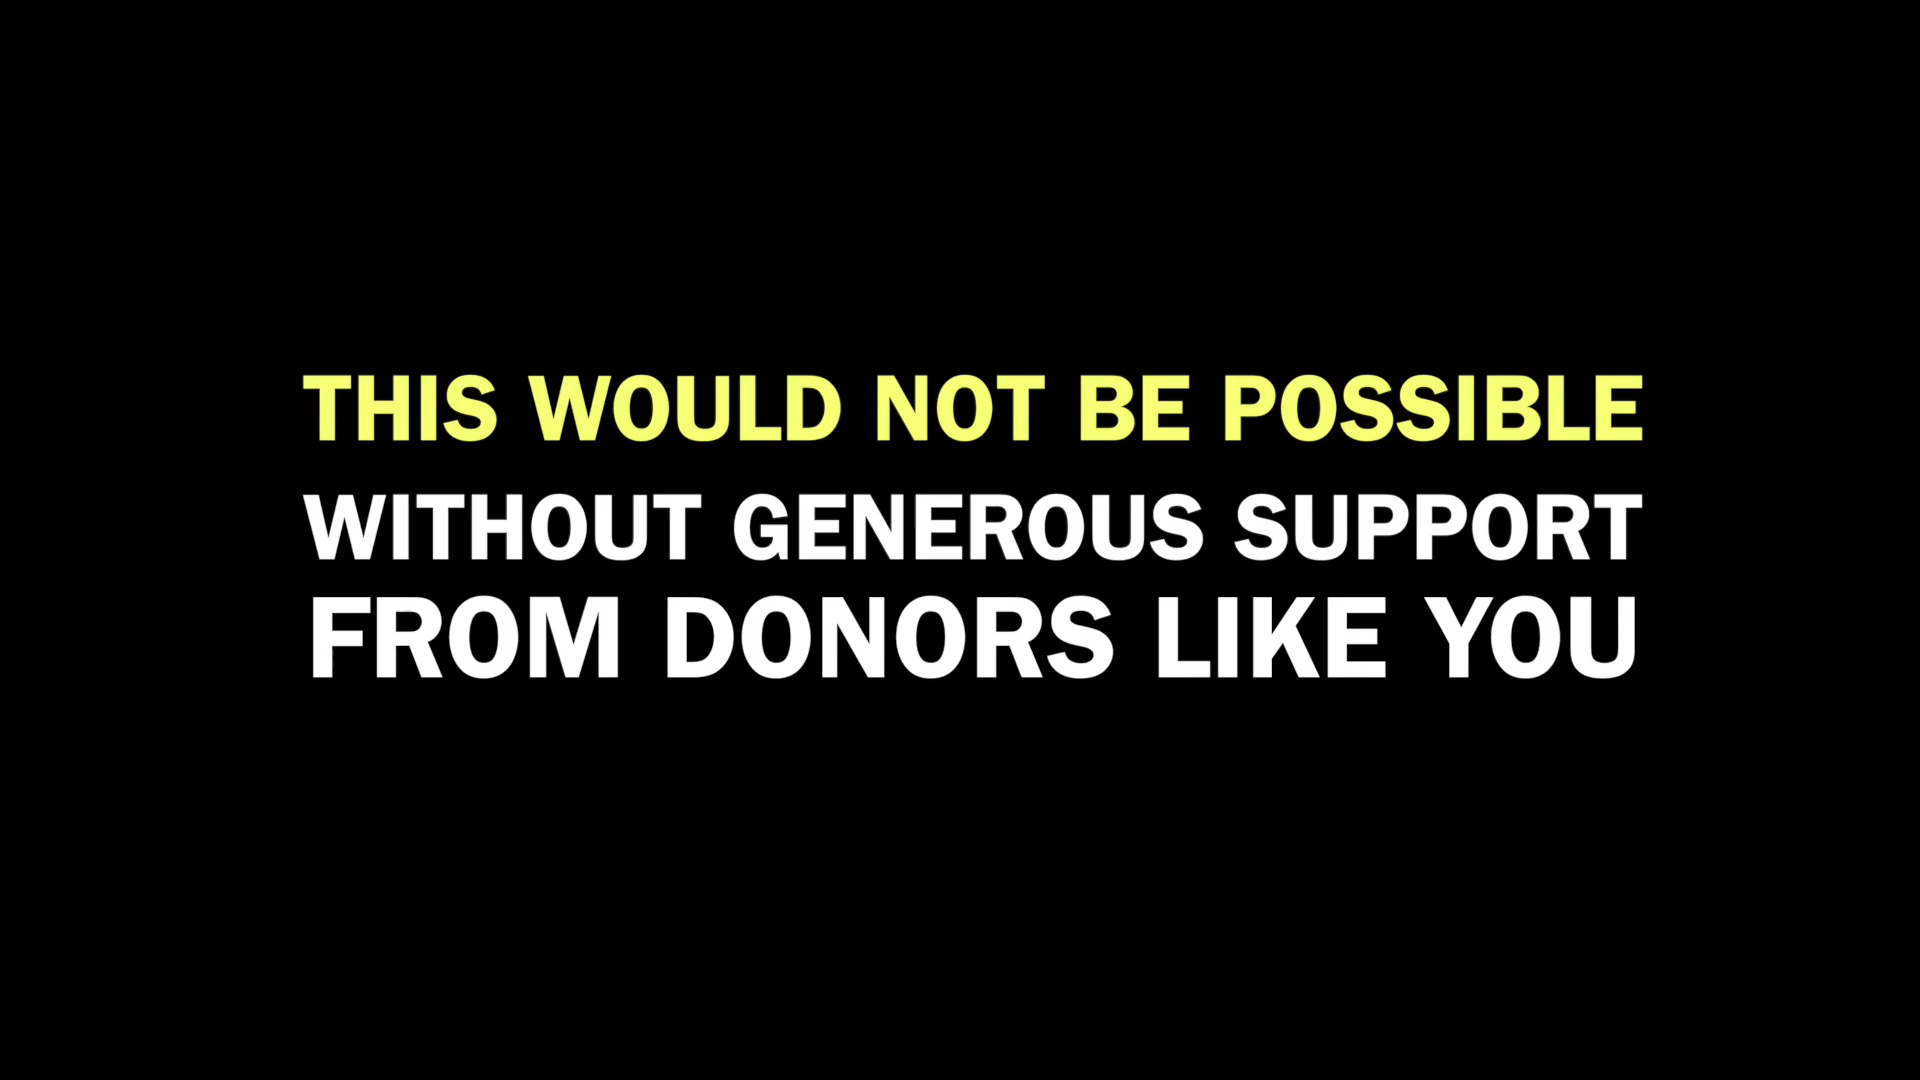 THIS WOULD NOT BE POSSIBLE
WITHOUT GENEROUS SUPPORT
FROM DONORS LIKE YOU